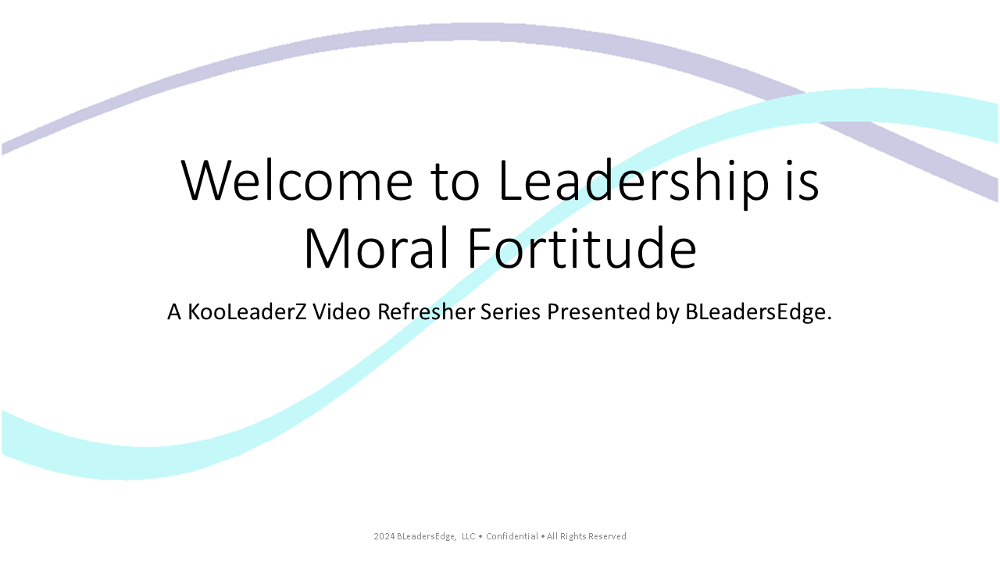 Welcome to Leadership is
Moral Fortitude
A KooLeaderZ Video Refresher Series Presented by BLeadersEdge.
2024 BLeadersEdge, LLC • Confidential • All Rights Reserved